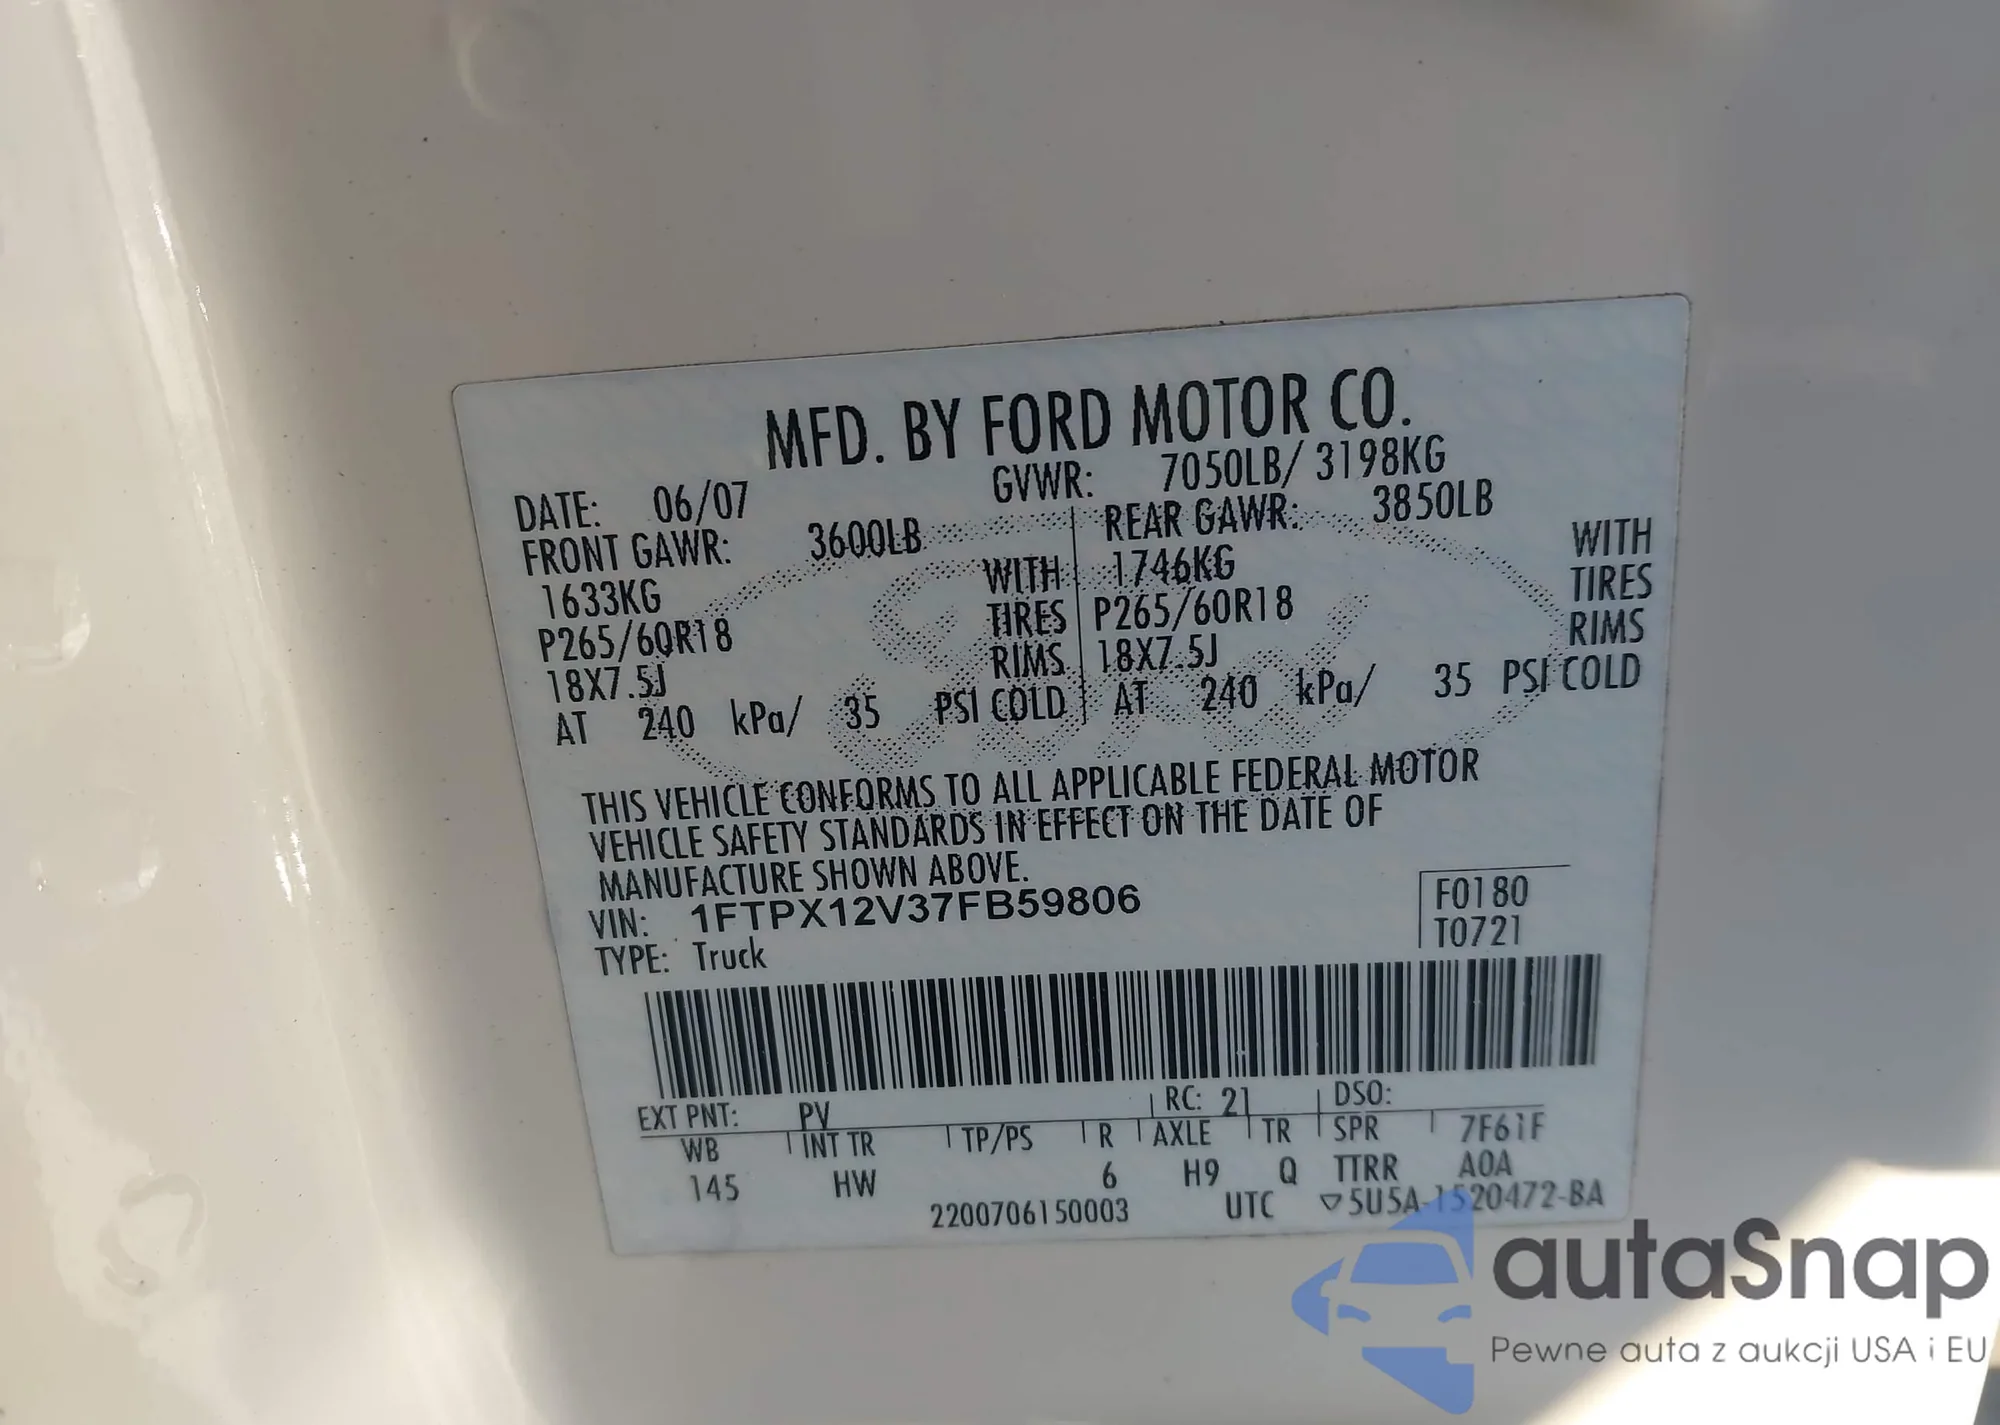 MFD. BY FORD MOTOR CO.
DATE: 06/07 GVWR: 7050LB/ 3198KG
FRONT GAWR: 3600LB REAR GAWR: 3850LB
1633KG WITH 1746KG WITH
P265/60R18 TIRES P265/60R18 TIRES
18X7.5J RIMS 18X7.5J RIMS
AT 240 kPa/ 35 PSI COLD AT 240 kPa/ 35 PSI COLD
THIS VEHICLE CONFORMS TO ALL APPLICABLE FEDERAL MOTOR
VEHICLE SAFETY STANDARDS IN EFFECT ON THE DATE OF
MANUFACTURE SHOWN ABOVE.
VIN: 1FTPX12V37FB59806 F0180
TYPE: Truck T0721
EXT PNT: PV RC: 21 DSO:
WB INT TR TP/PS R AXLE TR SPR 7F61F
145 HW 6 H9 Q TTRR A0A
2200706150003 UTC ▽5U5A-1520472-BA
autaSnap
Pewne auta z aukcji USA i EU